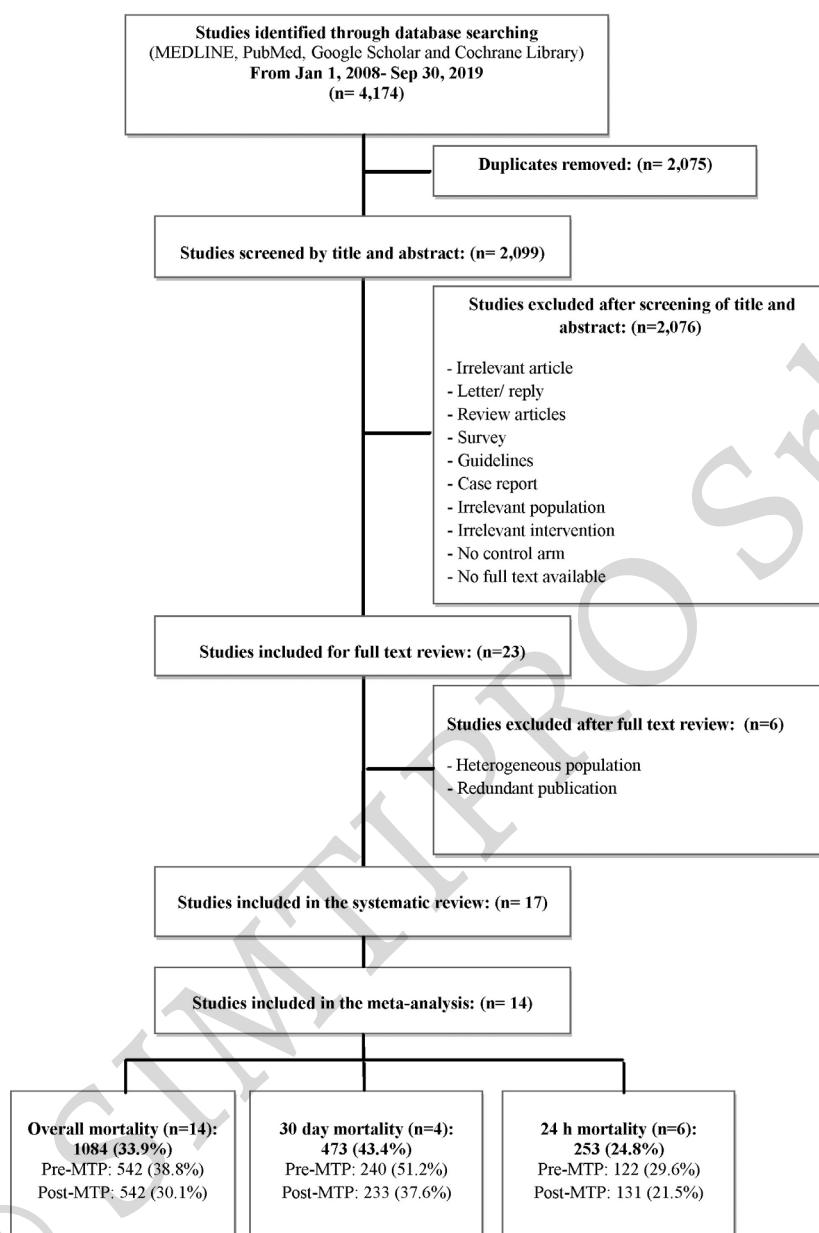 Studies identified through database searching
(MEDLINE, PubMed, Google Scholar and Cochrane Library)
From Jan 1, 2008- Sep 30, 2019
(n= 4,174)
Duplicates removed: (n= 2,075)
Studies screened by title and abstract: (n= 2,099)
Studies excluded after screening of title and
abstract: (n=2,076)
- Irrelevant article
- Letter/ reply
- Review articles
- Survey
- Guidelines
- Case report
- Irrelevant population
- Irrelevant intervention
- No control arm
- No full text available
Studies included for full text review: (n=23)
Studies excluded after full text review: (n=6)
- Heterogeneous population
- Redundant publication
Studies included in the systematic review: (n= 17)
Studies included in the meta-analysis: (n= 14)
Overall mortality (n=14):
1084 (33.9%)
Pre-MTP: 542 (38.8%)
Post-MTP: 542 (30.1%)
30 day mortality (n=4):
473 (43.4%)
Pre-MTP: 240 (51.2%)
Post-MTP: 233 (37.6%)
24 h mortality (n=6):
253 (24.8%)
Pre-MTP: 122 (29.6%)
Post-MTP: 131 (21.5%)
© SIMTIPRO Srl